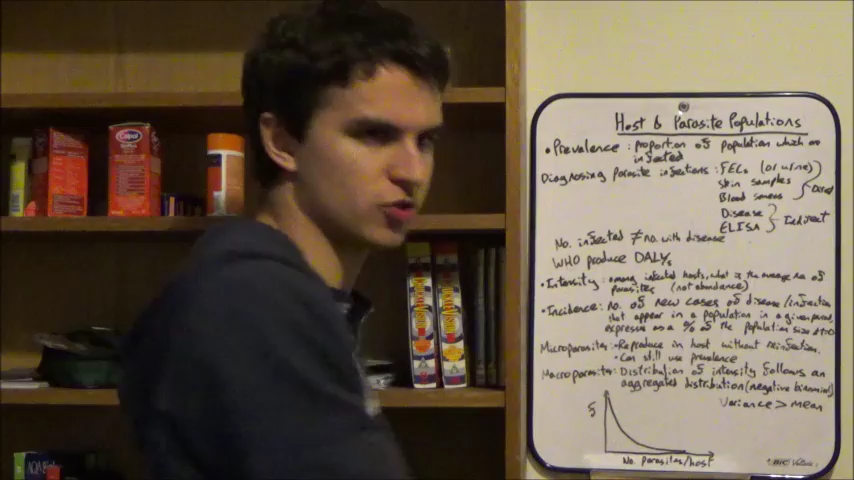 Host & Parasite Populations
• Prevalence : proportion of population which are
infected
Diagnosing parasite infections : FECs (or urine)
Skin samples
Blood smears
Direct
Disease
ELISA
Indirect
No. infected ≠ no. with disease
WHO produce DALYs
• Intensity : among infected hosts, what is the average no. of
parasites (not abundance)
• Incidence : no. of new cases of disease/infection
that appear in a population in a given period,
express as a % of the population size
Microparasites : • Reproduce in host without reinfection.
• Can still use prevalence
Macroparasites : Distribution of intensity follows an
aggregated distribution (negative binomial)
Variance > mean
f
No. parasites/host
Calpol
AQA